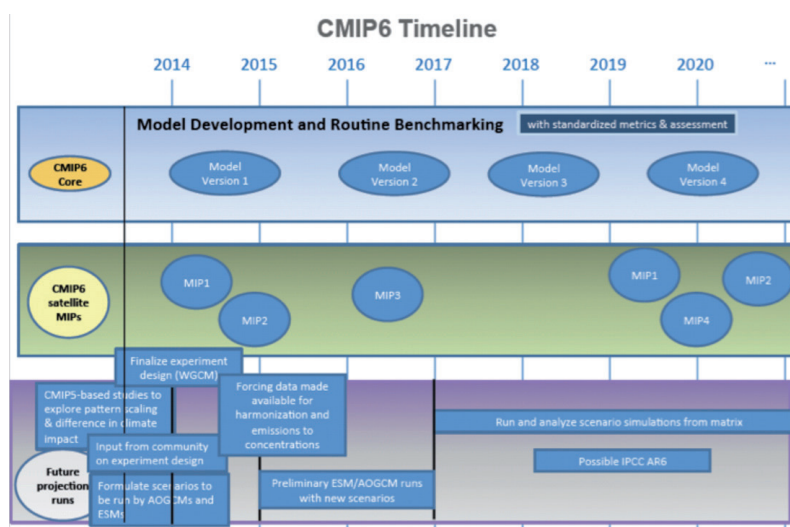 CMIP6 Timeline
2014 2015 2016 2017 2018 2019 2020 ...
Model Development and Routine Benchmarking
with standardized metrics & assessment
CMIP6
Core
Model
Version 1
Model
Version 2
Model
Version 3
Model
Version 4
CMIP6
satellite
MIPs
MIP1
MIP2
MIP3
MIP1
MIP4
MIP2
Finalize experiment
design (WGCM)
CMIP5-based studies to
explore pattern scaling
& difference in climate
impact
Forcing data made
available for
harmonization and
emissions to
concentrations
Input from community
on experiment design
Run and analyze scenario simulations from matrix
Possible IPCC AR6
Future
projection
runs
Formulate scenarios to
be run by AOGCMs and
ESMs
Preliminary ESM/AOGCM runs
with new scenarios